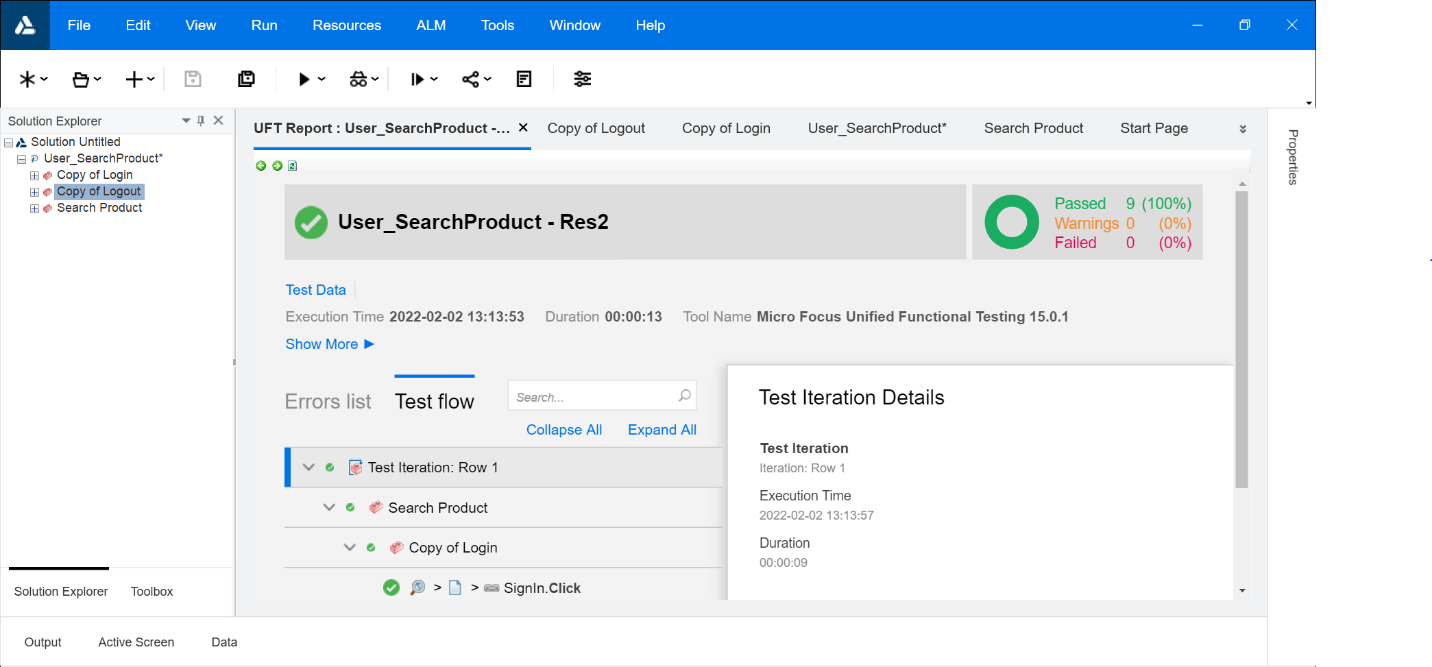 File Edit View Run Resources ALM Tools Window Help
Solution Explorer
Solution Untitled
User_SearchProduct*
Copy of Login
Copy of Logout
Search Product
UFT Report : User_SearchProduct -... Copy of Logout Copy of Login User_SearchProduct* Search Product Start Page
Properties
User_SearchProduct - Res2
Passed 9 (100%)
Warnings 0 (0%)
Failed 0 (0%)
Test Data
Execution Time 2022-02-02 13:13:53 Duration 00:00:13 Tool Name Micro Focus Unified Functional Testing 15.0.1
Show More
Errors list Test flow Search...
Collapse All Expand All
Test Iteration: Row 1
Search Product
Copy of Login
> > SignIn.Click
Test Iteration Details
Test Iteration
Iteration: Row 1
Execution Time
2022-02-02 13:13:57
Duration
00:00:09
Solution Explorer Toolbox
Output Active Screen Data